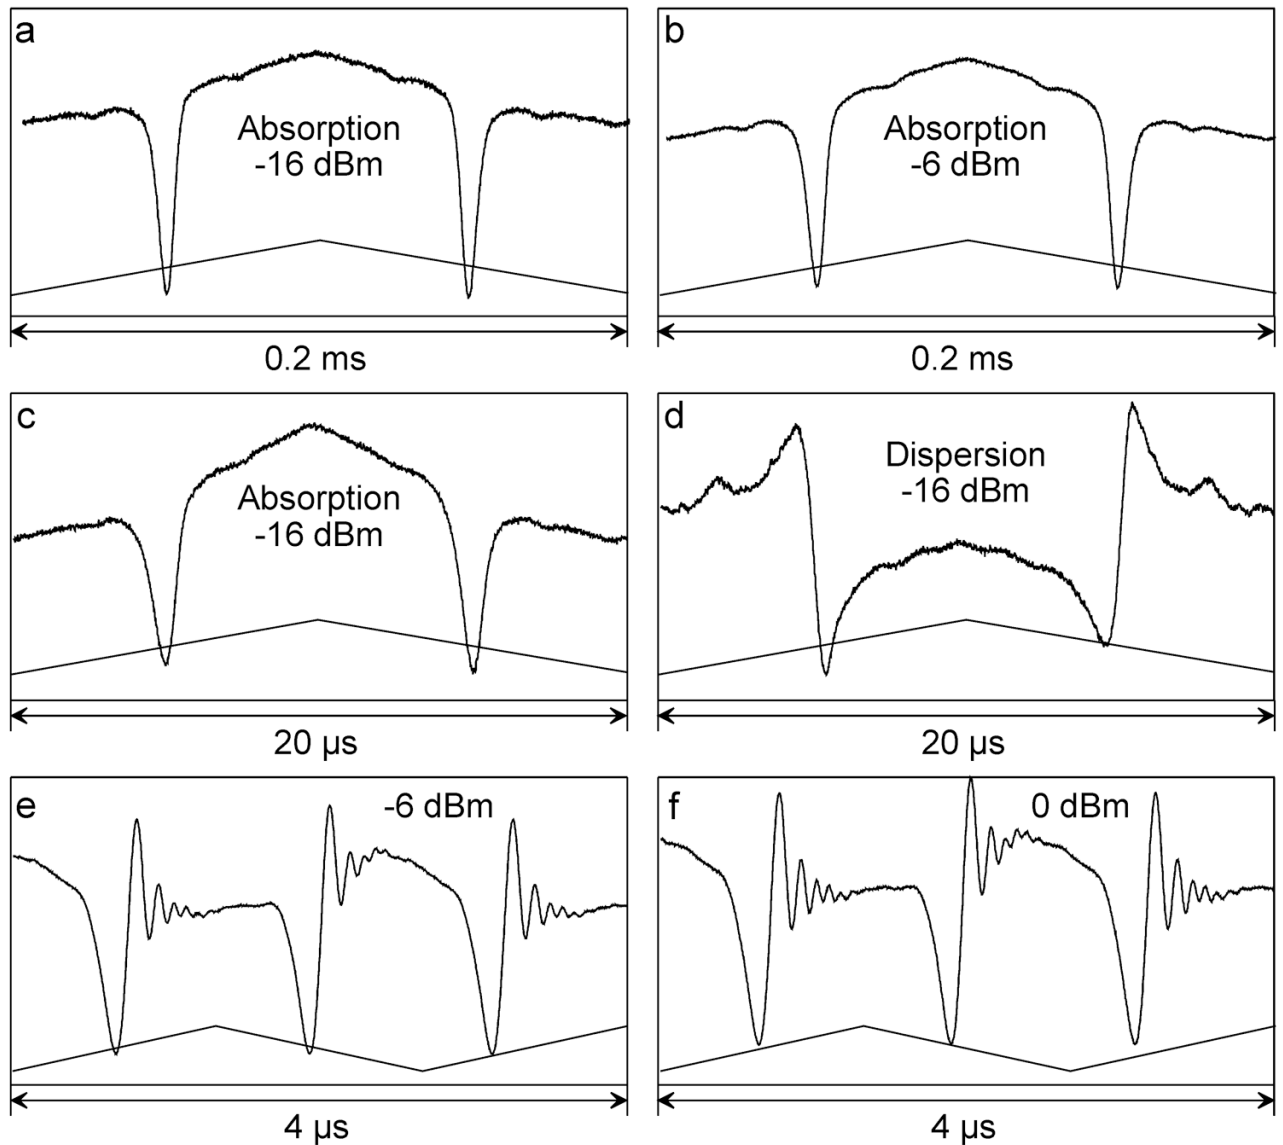 a
Absorption
-16 dBm
0.2 ms
b
Absorption
-6 dBm
0.2 ms
c
Absorption
-16 dBm
20 µs
d
Dispersion
-16 dBm
20 µs
e
-6 dBm
4 µs
f
0 dBm
4 µs